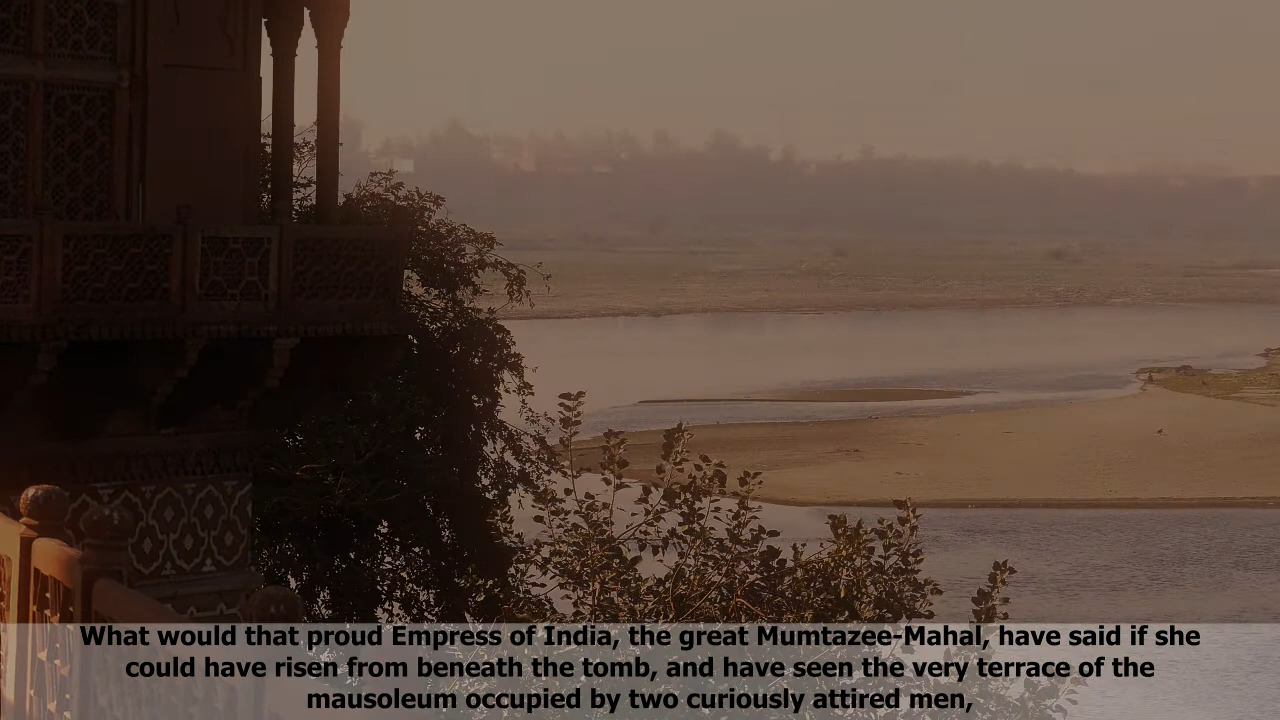 What would that proud Empress of India, the great Mumtazee-Mahal, have said if she
could have risen from beneath the tomb, and have seen the very terrace of the
mausoleum occupied by two curiously attired men,